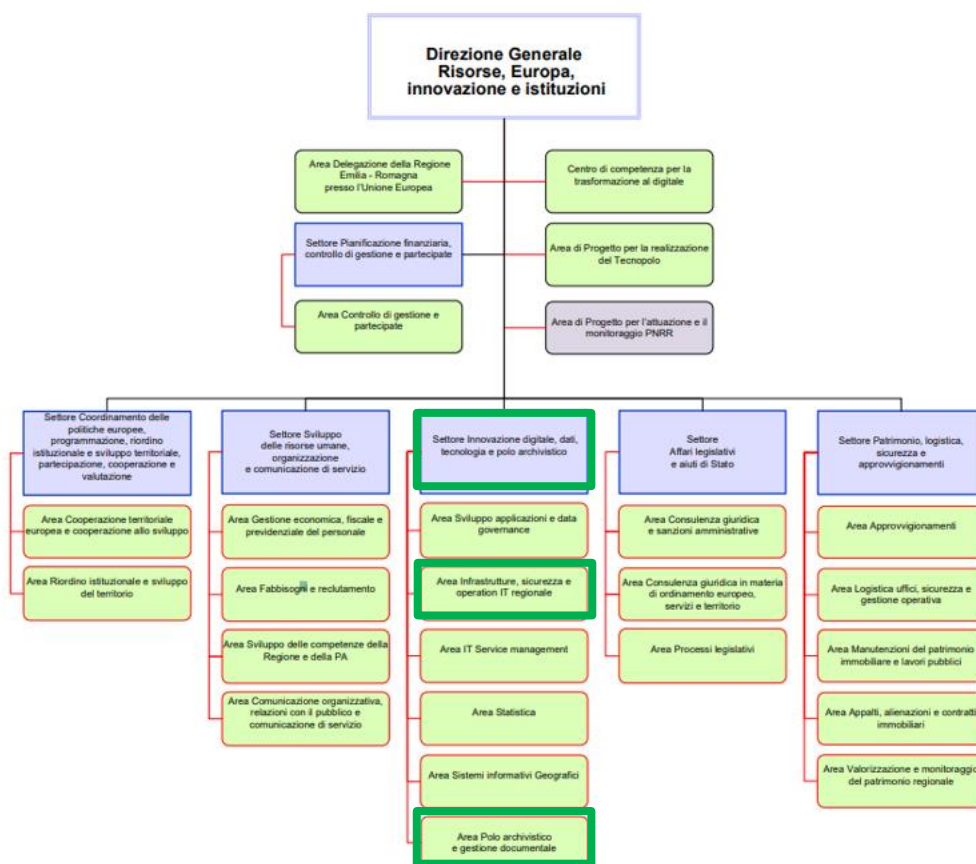 Direzione Generale
Risorse, Europa,
innovazione e istituzioni
Area Delegazione della Regione
Emilia - Romagna
presso l'Unione Europea
Centro di competenza per la
trasformazione al digitale
Settore Pianificazione finanziaria,
controllo di gestione e partecipate
Area di Progetto per la realizzazione
del Tecnopolo
Area Controllo di gestione e
partecipate
Area di Progetto per l'attuazione e il
monitoraggio PNRR
Settore Coordinamento delle
politiche europee,
programmazione, riordino
istituzionale e sviluppo territoriale,
partecipazione, cooperazione e
valutazione
Area Cooperazione territoriale
europea e cooperazione allo sviluppo
Area Riordino istituzionale e sviluppo
del territorio
Settore Sviluppo
delle risorse umane,
organizzazione
e comunicazione di servizio
Area Gestione economica, fiscale e
previdenziale del personale
Area Fabbisogni e reclutamento
Area Sviluppo delle competenze della
Regione e della PA
Area Comunicazione organizzativa,
relazioni con il pubblico e
comunicazione di servizio
Settore Innovazione digitale, dati,
tecnologia e polo archivistico
Area Sviluppo applicazioni e data
governance
Area Infrastrutture, sicurezza e
operation IT regionale
Area IT Service management
Area Statistica
Area Sistemi informativi Geografici
Area Polo archivistico
e gestione documentale
Settore
Affari legislativi
e aiuti di Stato
Area Consulenza giuridica
e sanzioni amministrative
Area Consulenza giuridica in materia
di ordinamento europeo,
servizi e territorio
Area Processi legislativi
Settore Patrimonio, logistica,
sicurezza e
approvvigionamenti
Area Approvvigionamenti
Area Logistica uffici, sicurezza e
gestione operativa
Area Manutenzioni del patrimonio
immobiliare e lavori pubblici
Area Appalti, alienazioni e contratti
immobiliari
Area Valorizzazione e monitoraggio
del patrimonio regionale